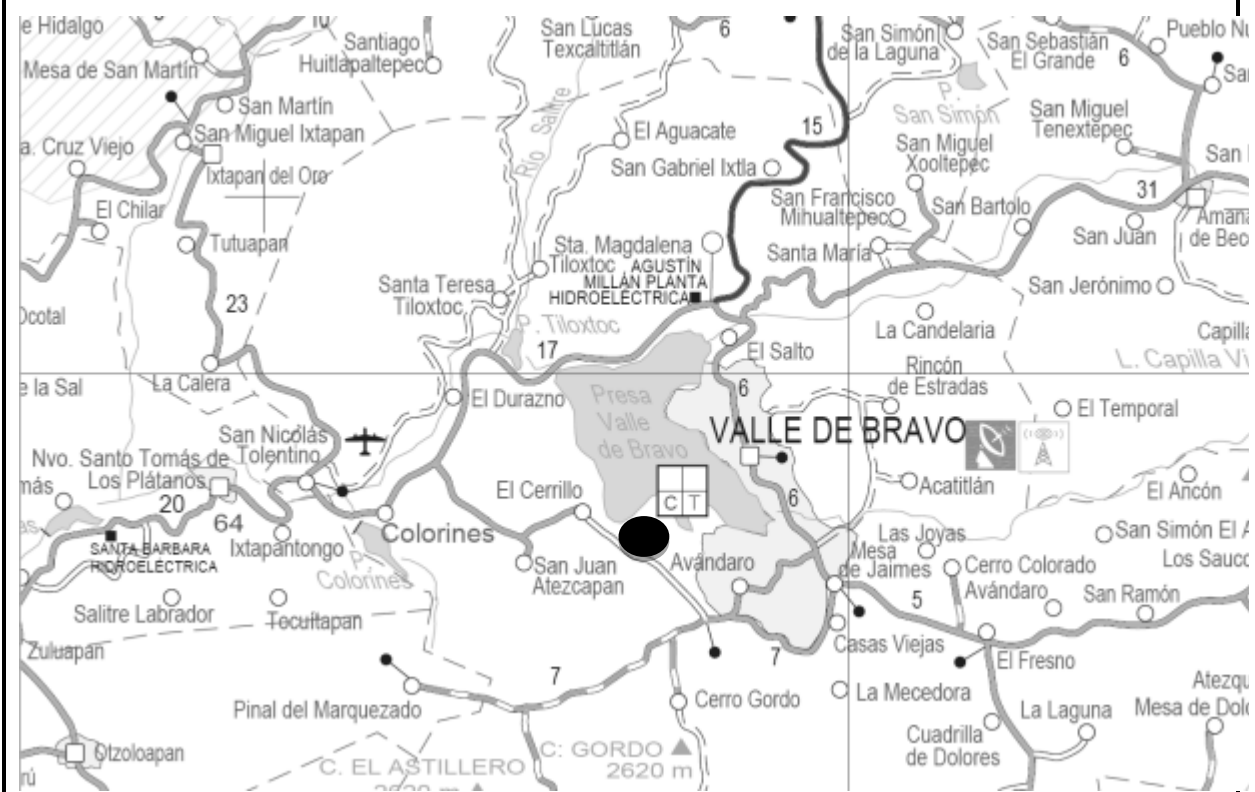 e Hidalgo
Santiago
Huitlapaltepec
San Lucas
Texcaltitlán
6
San Simón
de la Laguna
San Sebastián
El Grande
6
Pueblo Nu
Mesa de San Martín
San Martín
San Miguel Ixtapan
a. Cruz Viejo
Ixtapan del Oro
El Chilar
Tutuapan
23
Río Salitre
El Aguacate
San Gabriel Ixtla
15
P.
San Simón
San Miguel
Xooltepec
San Miguel
Tenextepec
31
San Francisco
Mihualtepec
San Bartolo
San Juan
Amana
de Bec
Santa María
Sta. Magdalena
Tiloxtoc
AGUSTÍN
MILLÁN PLANTA
HIDROELÉCTRICA
Santa Teresa
Tiloxtoc
P. Tiloxtoc
17
San Jerónimo
La Candelaria
Capilla
L. Capilla Vi
Ocotal
La Calera
e la Sal
El Durazno
El Salto
6
Rincón
de Estradas
El Temporal
Presa
Valle
de Bravo
VALLE DE BRAVO
San Nicolás
Tolentino
Nvo. Santo Tomás de
Los Plátanos
más
20
64
El Cerrillo
C T
6
Acatitlán
El Ancón
SANTA BARBARA
HIDROELÉCTRICA
Ixtapantongo
Colorines
P.
Colorines
San Juan
Atezcapan
Avándaro
Mesa
de Jaimes
Las Joyas
San Simón El A
Los Sauco
Cerro Colorado
Avándaro
San Ramón
5
Salitre Labrador
Tecuitapan
Zuluapan
Casas Viejas
El Fresno
7
7
Pinal del Marquezado
Cerro Gordo
La Mecedora
La Laguna
Atezqu
Mesa de Dolo
Cuadrilla
de Dolores
Otzoloapan
C. EL ASTILLERO
C: GORDO
2620 m